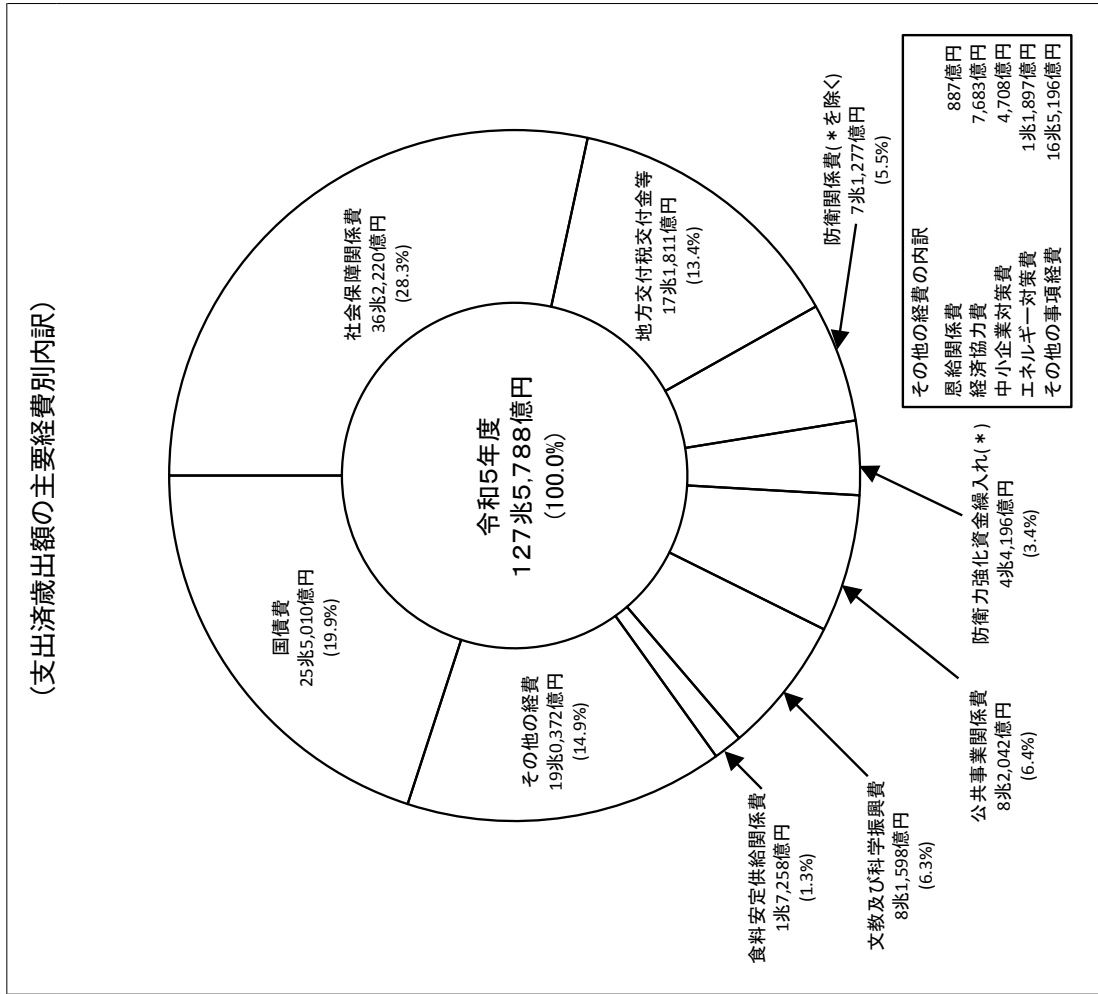 (支出済歳出額の主要経費別内訳)
令和5年度
127兆5,788億円
(100.0%)
社会保障関係費
36兆2,220億円
(28.3%)
地方交付税交付金等
17兆1,811億円
(13.4%)
防衛関係費(*を除く)
7兆1,277億円
(5.5%)
防衛力強化資金繰入れ(*)
4兆4,196億円
(3.4%)
公共事業関係費
8兆2,042億円
(6.4%)
文教及び科学振興費
8兆1,598億円
(6.3%)
食料安定供給関係費
1兆7,258億円
(1.3%)
その他の経費
19兆0,372億円
(14.9%)
国債費
25兆5,010億円
(19.9%)
その他の経費の内訳
恩給関係費 887億円
経済協力費 7,683億円
中小企業対策費 4,708億円
エネルギー対策費 1兆1,897億円
その他の事項経費 16兆5,196億円